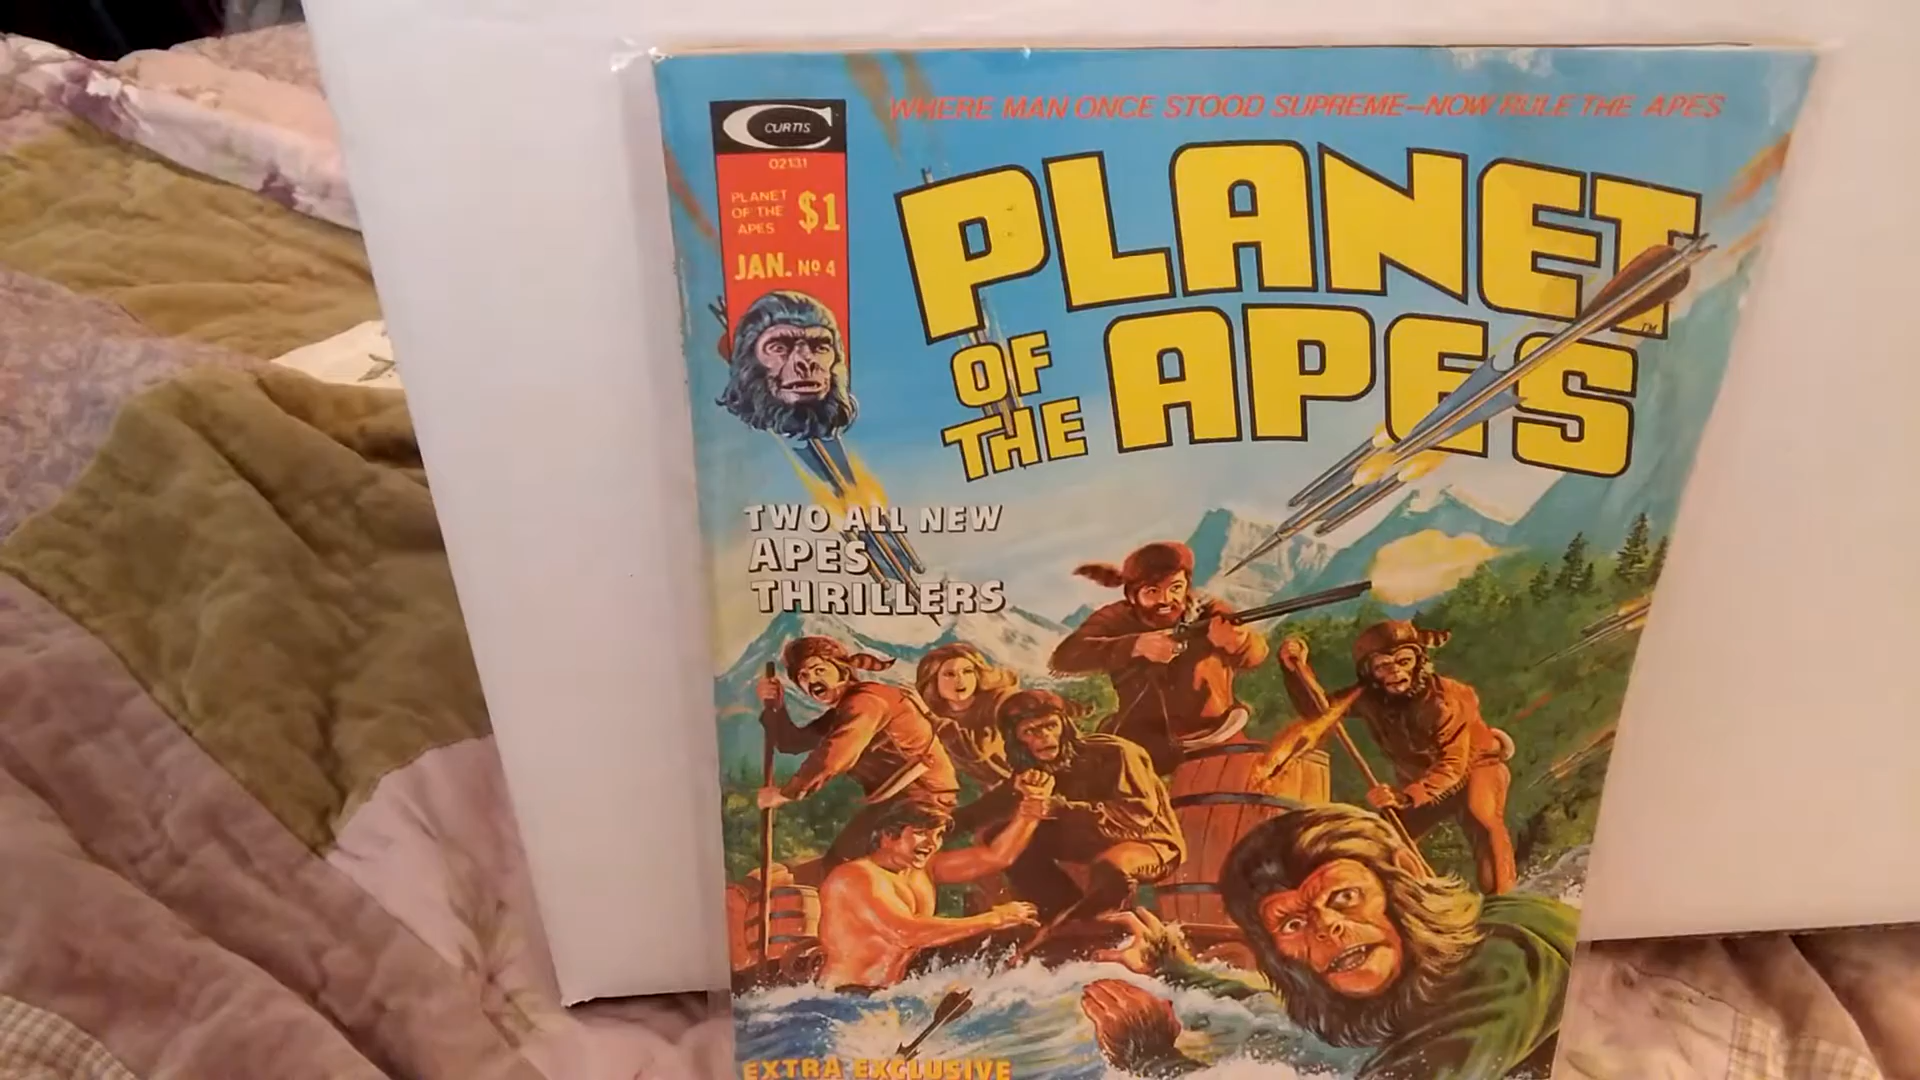 WHERE MAN ONCE STOOD SUPREME—NOW RULE THE APES
CURTIS
02131
PLANET
OF THE
APES
$1
JAN. No 4
PLANET
OF
THE
APES
TM
TWO ALL NEW
APES
THRILLERS
EXTRA EXCLUSIVE